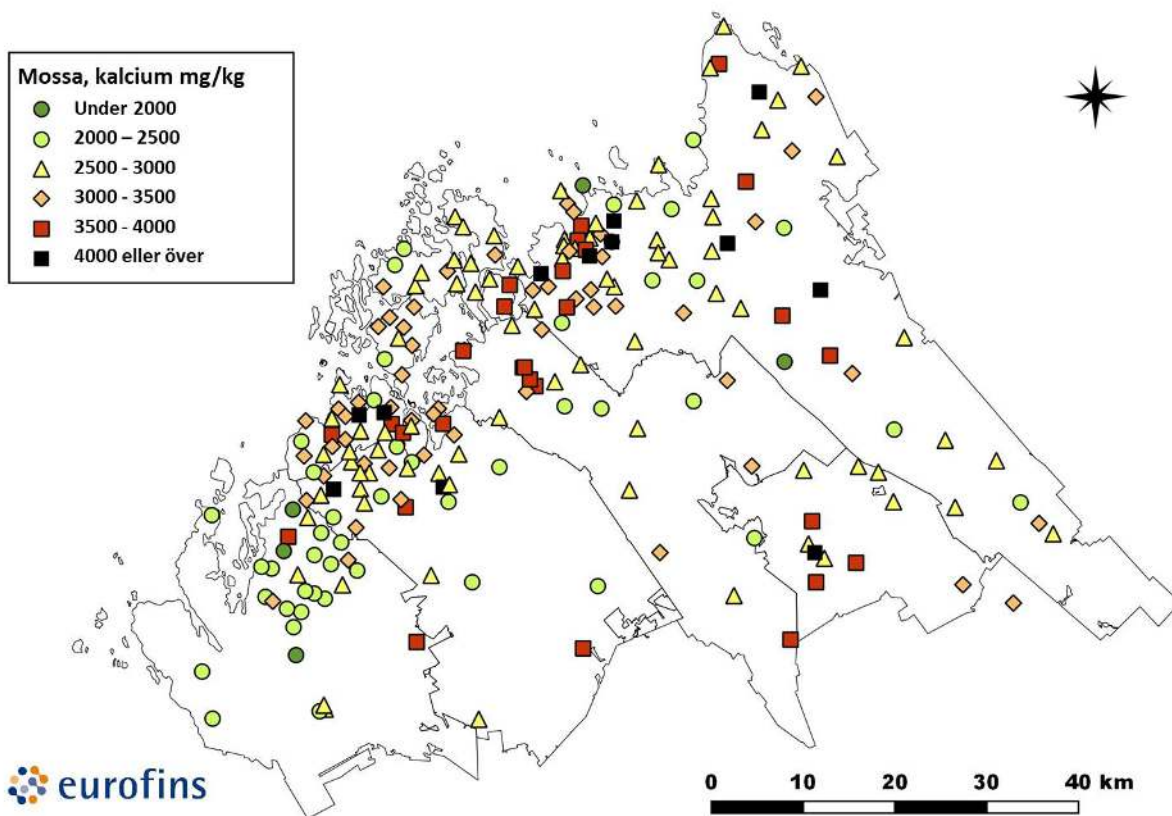 Mossa, kalcium mg/kg
Under 2000
2000 – 2500
2500 - 3000
3000 - 3500
3500 - 4000
4000 eller över
eurofins
0 10 20 30 40 km